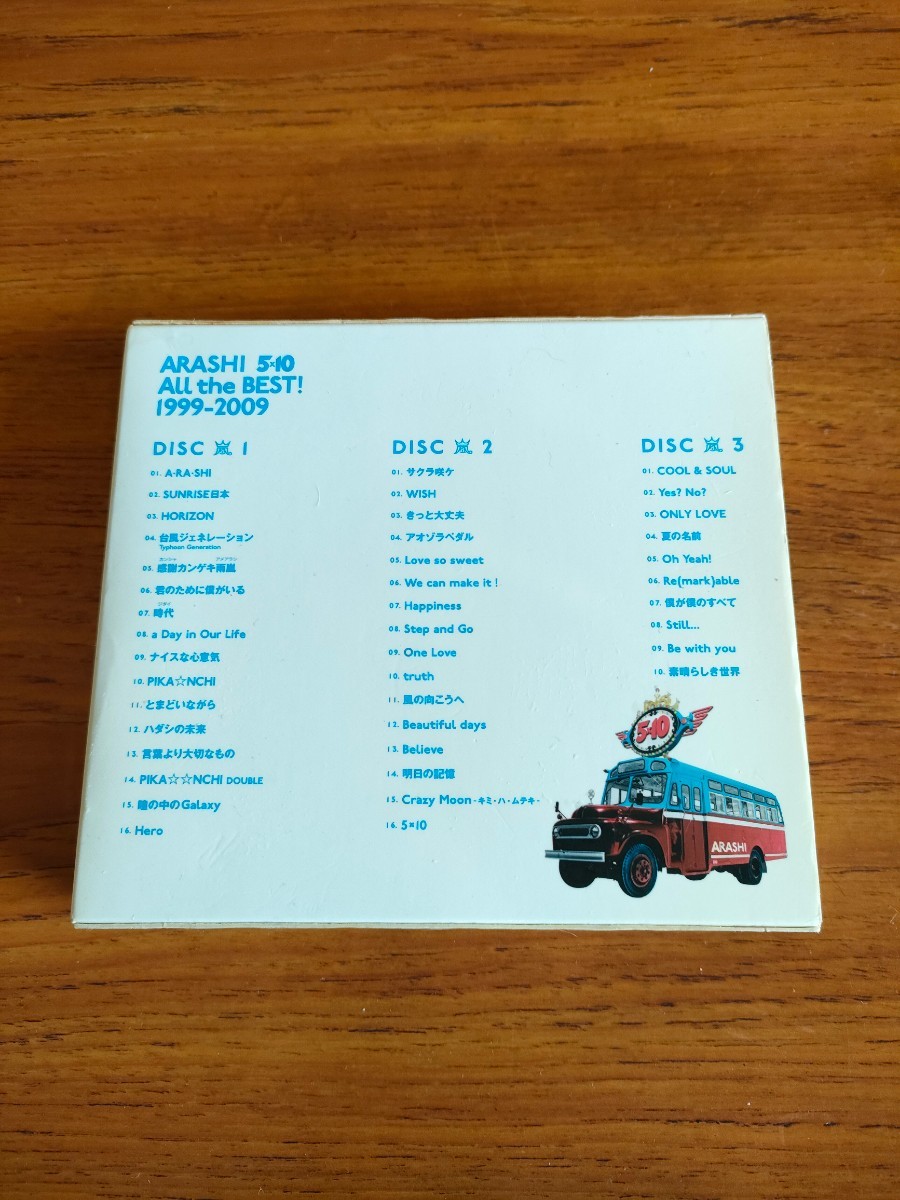 ARASHI 5×10
All the BEST!
1999-2009
DISC 嵐 1
01. A・RA・SHI
02. SUNRISE日本
03. HORIZON
04. 台風ジェネレーション
Typhoon Generation
カンシャ アメアラシ
05. 感謝カンゲキ雨嵐
06. 君のために僕がいる
ジダイ
07. 時代
08. a Day in Our Life
09. ナイスな心意気
10. PIKA☆NCHI
11. とまどいながら
12. ハダシの未来
13. 言葉より大切なもの
14. PIKA☆☆NCHI DOUBLE
15. 瞳の中のGalaxy
16. Hero
DISC 嵐 2
01. サクラ咲ケ
02. WISH
03. きっと大丈夫
04. アオゾラペダル
05. Love so sweet
06. We can make it!
07. Happiness
08. Step and Go
09. One Love
10. truth
11. 風の向こうへ
12. Beautiful days
13. Believe
14. 明日の記憶
15. Crazy Moon -キミ・ハ・ムテキ-
16. 5×10
DISC 嵐 3
01. COOL & SOUL
02. Yes? No?
03. ONLY LOVE
04. 夏の名前
05. Oh Yeah!
06. Re(mark)able
07. 僕が僕のすべて
08. Still...
09. Be with you
10. 素晴らしき世界
5×10
ARASHI